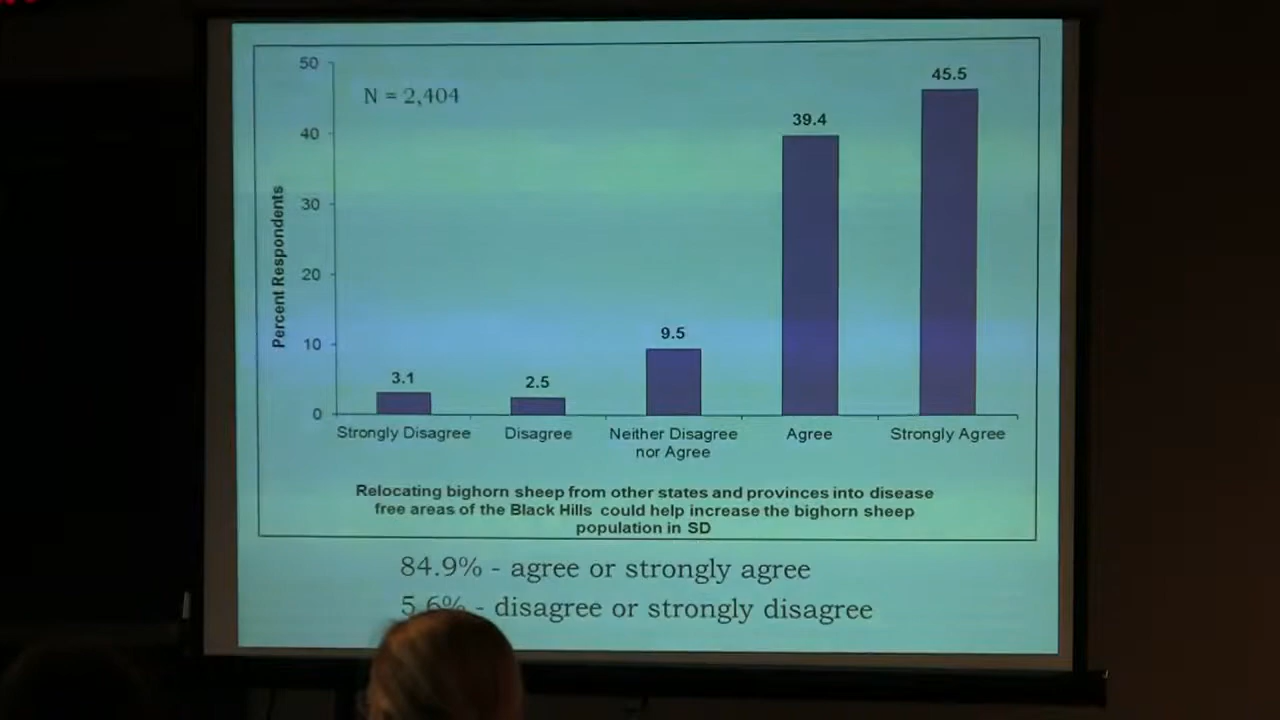 50
N = 2,404
40
30
20
10
0
Percent Respondents
3.1
2.5
9.5
39.4
45.5
Strongly Disagree
Disagree
Neither Disagree
nor Agree
Agree
Strongly Agree
Relocating bighorn sheep from other states and provinces into disease
free areas of the Black Hills could help increase the bighorn sheep
population in SD
84.9% - agree or strongly agree
5.6% - disagree or strongly disagree